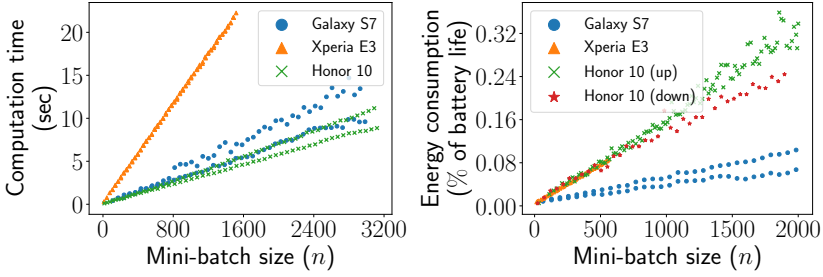 Computation time
(sec)
20
15
10
5
0
Galaxy S7
Xperia E3
Honor 10
0 800 1600 2400 3200
Mini-batch size (n)
Energy consumption
(% of battery life)
0.32
0.24
0.16
0.08
0.00
Galaxy S7
Xperia E3
Honor 10 (up)
Honor 10 (down)
0 500 1000 1500 2000
Mini-batch size (n)